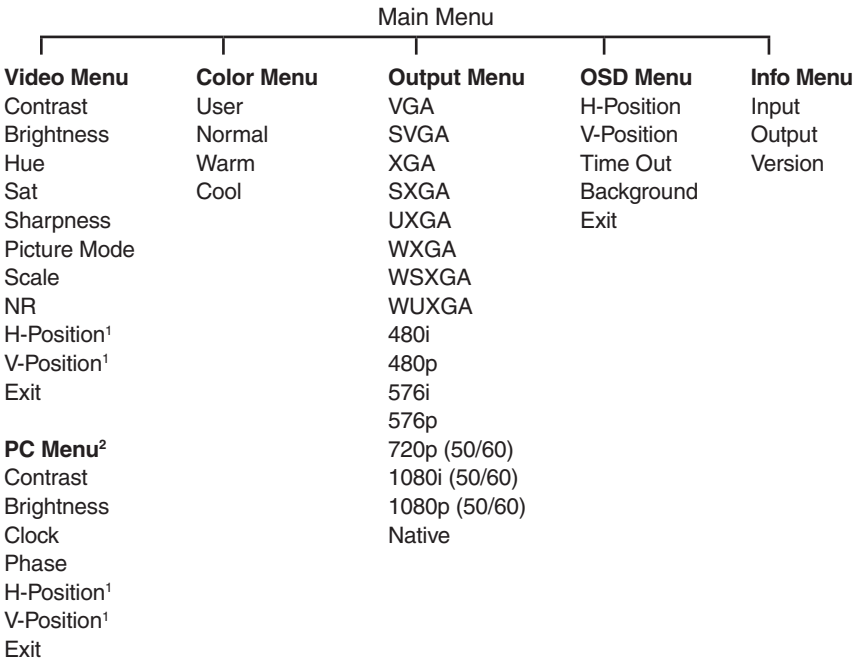 Main Menu
Video Menu
Contrast
Brightness
Hue
Sat
Sharpness
Picture Mode
Scale
NR
H-Position¹
V-Position¹
Exit
PC Menu²
Contrast
Brightness
Clock
Phase
H-Position¹
V-Position¹
Exit
Color Menu
User
Normal
Warm
Cool
Output Menu
VGA
SVGA
XGA
SXGA
UXGA
WXGA
WSXGA
WUXGA
480i
480p
576i
576p
720p (50/60)
1080i (50/60)
1080p (50/60)
Native
OSD Menu
H-Position
V-Position
Time Out
Background
Exit
Info Menu
Input
Output
Version